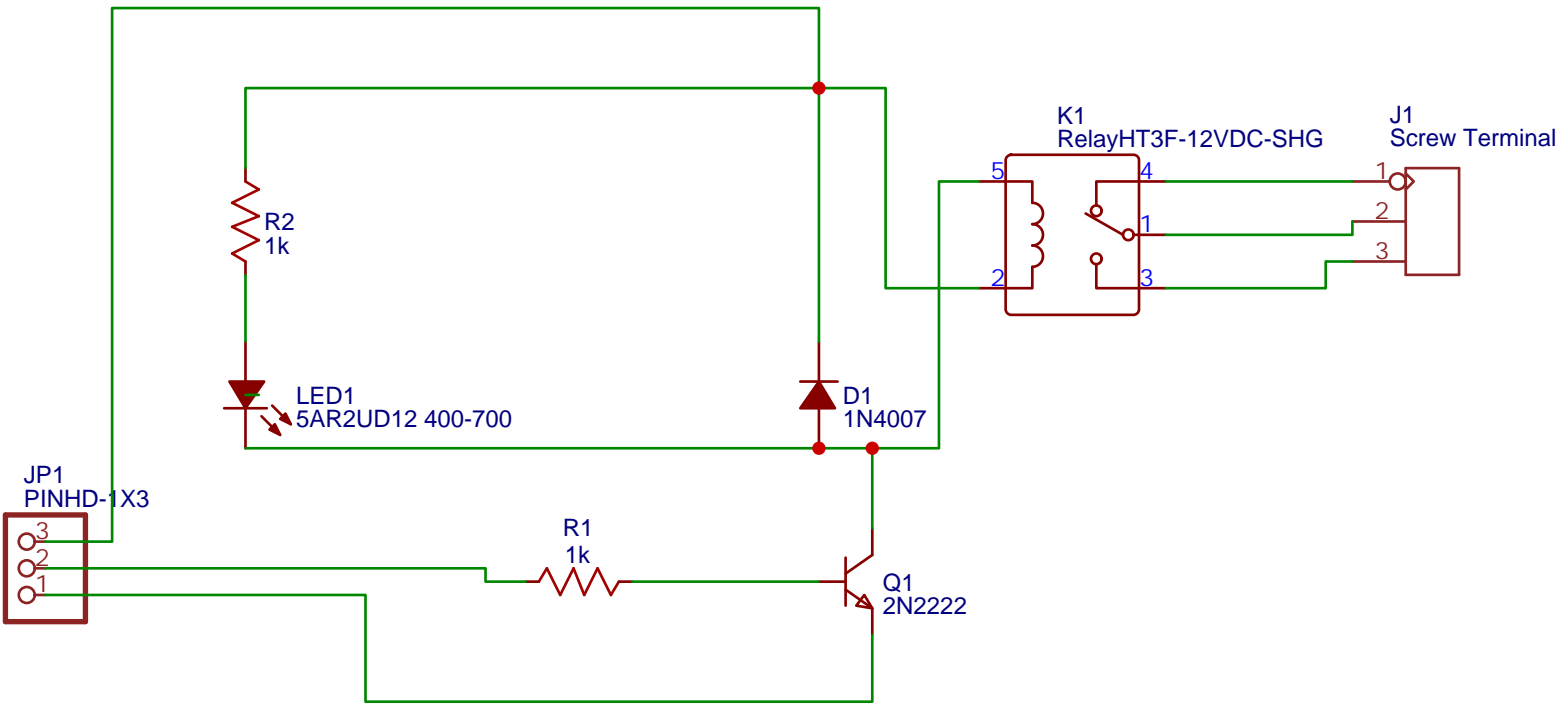 K1
RelayHT3F-12VDC-SHG
J1
Screw Terminal
5
4
1
2
1
2
3
3
R2
1k
LED1
5AR2UD12 400-700
D1
1N4007
JP1
PINHD-1X3
3
2
1
R1
1k
Q1
2N2222